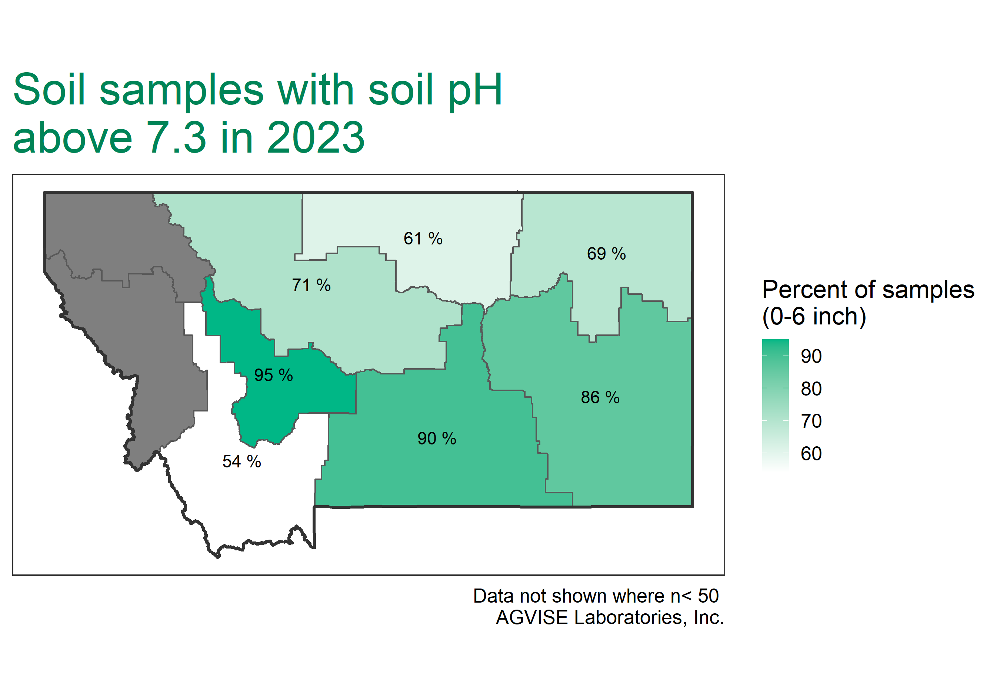 Soil samples with soil pH
above 7.3 in 2023
61 %
69 %
71 %
95 %
86 %
90 %
54 %
Percent of samples
(0-6 inch)
90
80
70
60
Data not shown where n< 50
AGVISE Laboratories, Inc.